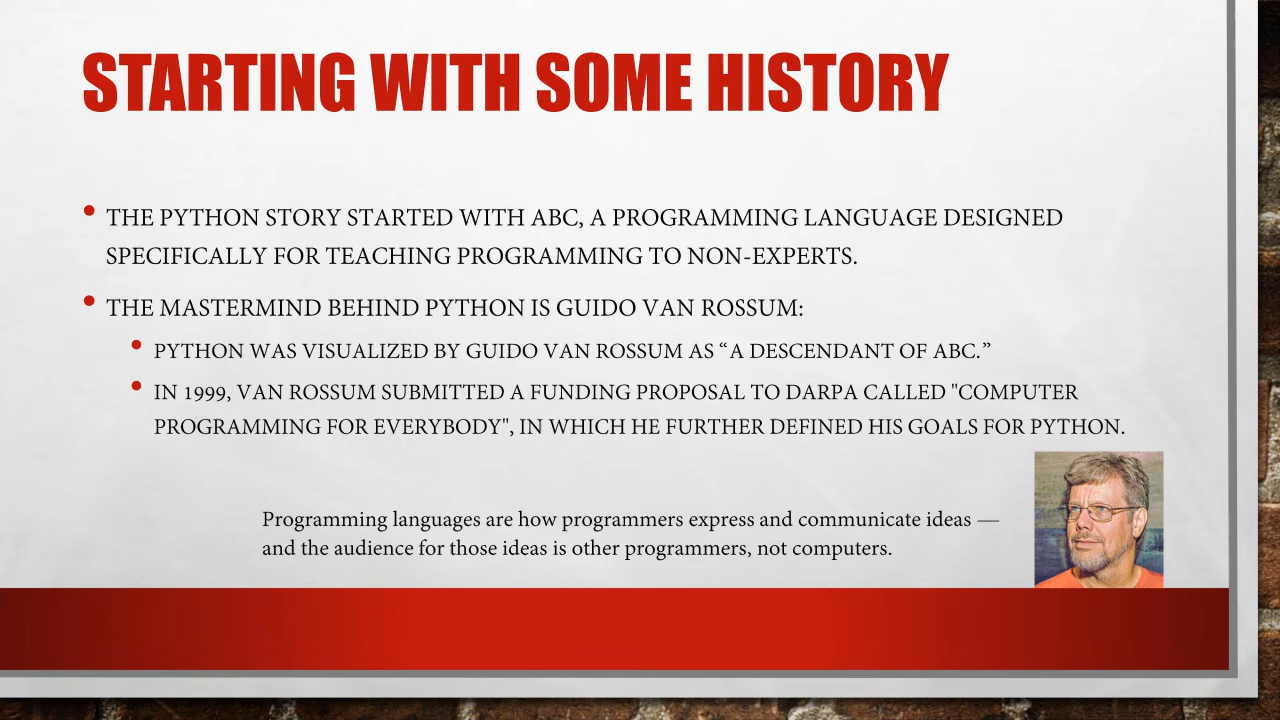 STARTING WITH SOME HISTORY
• THE PYTHON STORY STARTED WITH ABC, A PROGRAMMING LANGUAGE DESIGNED
SPECIFICALLY FOR TEACHING PROGRAMMING TO NON-EXPERTS.
• THE MASTERMIND BEHIND PYTHON IS GUIDO VAN ROSSUM:
• PYTHON WAS VISUALIZED BY GUIDO VAN ROSSUM AS “A DESCENDANT OF ABC.”
• IN 1999, VAN ROSSUM SUBMITTED A FUNDING PROPOSAL TO DARPA CALLED "COMPUTER
PROGRAMMING FOR EVERYBODY", IN WHICH HE FURTHER DEFINED HIS GOALS FOR PYTHON.
Programming languages are how programmers express and communicate ideas —
and the audience for those ideas is other programmers, not computers.